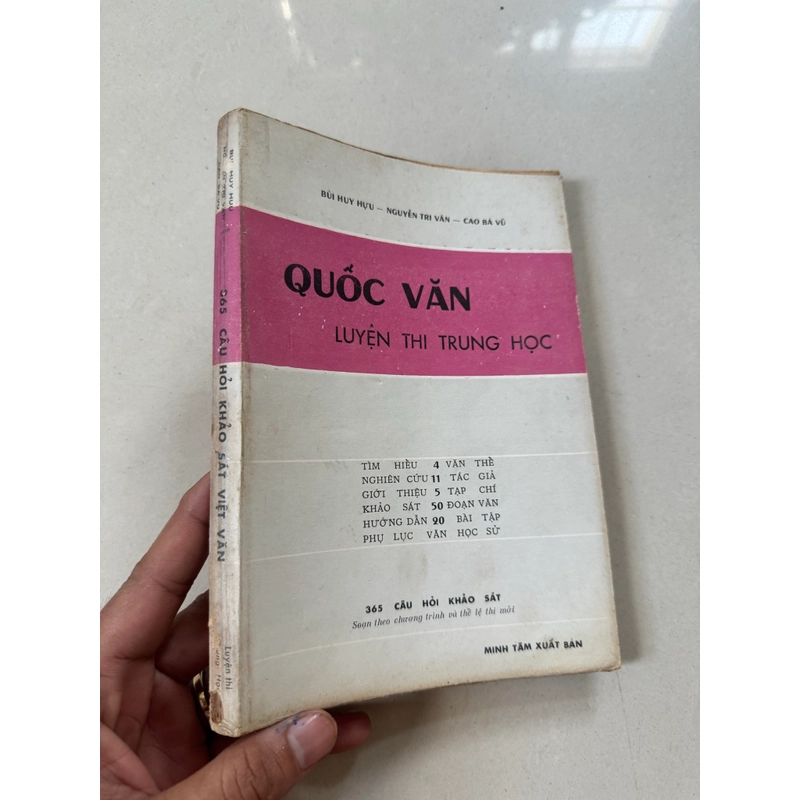 BÙI HUY HỰU — NGUYỄN TRI VĂN — CAO BÁ VŨ
QUỐC VĂN
LUYỆN THI TRUNG HỌC
TÌM HIỂU 4 VĂN THỂ
NGHIÊN CỨU 11 TÁC GIẢ
GIỚI THIỆU 5 TẠP CHÍ
KHẢO SÁT 50 ĐOẠN VĂN
HƯỚNG DẪN 20 BÀI TẬP
PHỤ LỤC VĂN HỌC SỬ
365 CÂU HỎI KHẢO SÁT
Soạn theo chương trình và thể lệ thi mới
MINH TÂM XUẤT BẢN
365 CÂU HỎI KHẢO SÁT VIỆT VĂN
Luyện thi